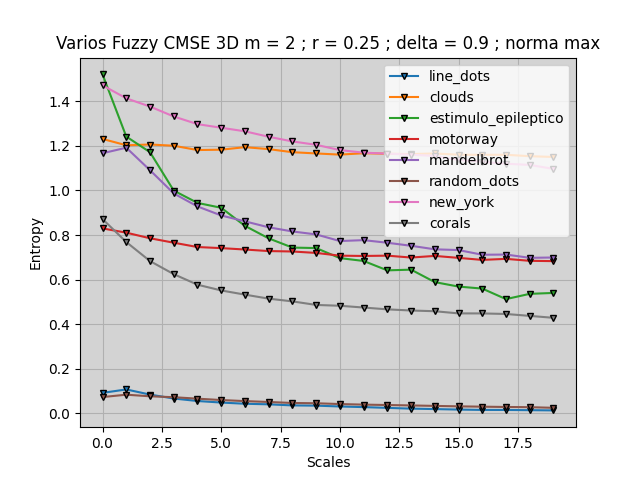 Varios Fuzzy CMSE 3D m = 2 ; r = 0.25 ; delta = 0.9 ; norma max
line_dots
clouds
estimulo_epileptico
motorway
mandelbrot
random_dots
new_york
corals
Entropy
1.4
1.2
1.0
0.8
0.6
0.4
0.2
0.0
0.0 2.5 5.0 7.5 10.0 12.5 15.0 17.5
Scales